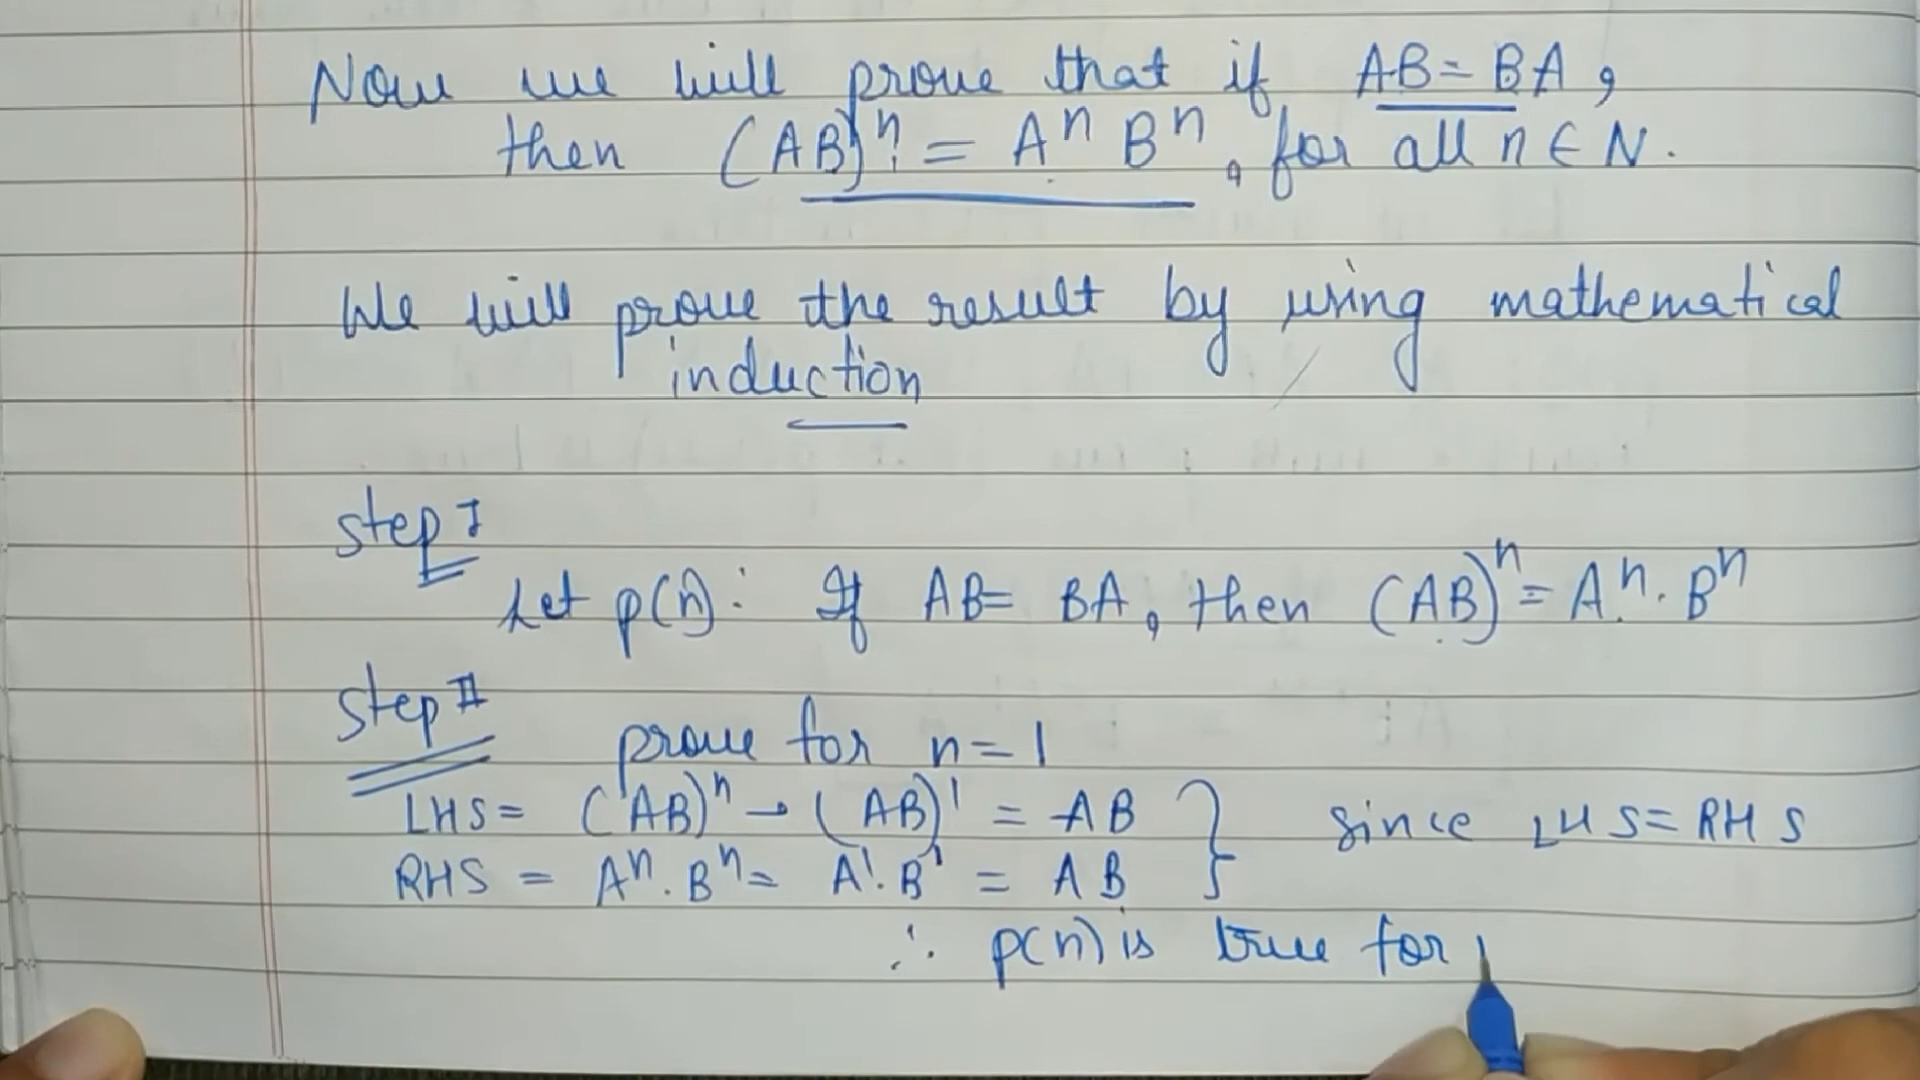 Now we will prove that if AB = BA,
then (AB)ⁿ = Aⁿ Bⁿ, for all n ∈ N.
We will prove the result by using mathematical
induction
step I
Let p(n): If AB = BA, then (AB)ⁿ = Aⁿ. Bⁿ
step II
prove for n = 1
LHS = (AB)ⁿ → (AB)¹ = AB } since LHS = RHS
RHS = Aⁿ. Bⁿ = A¹. B¹ = AB
∴ p(n) is true for